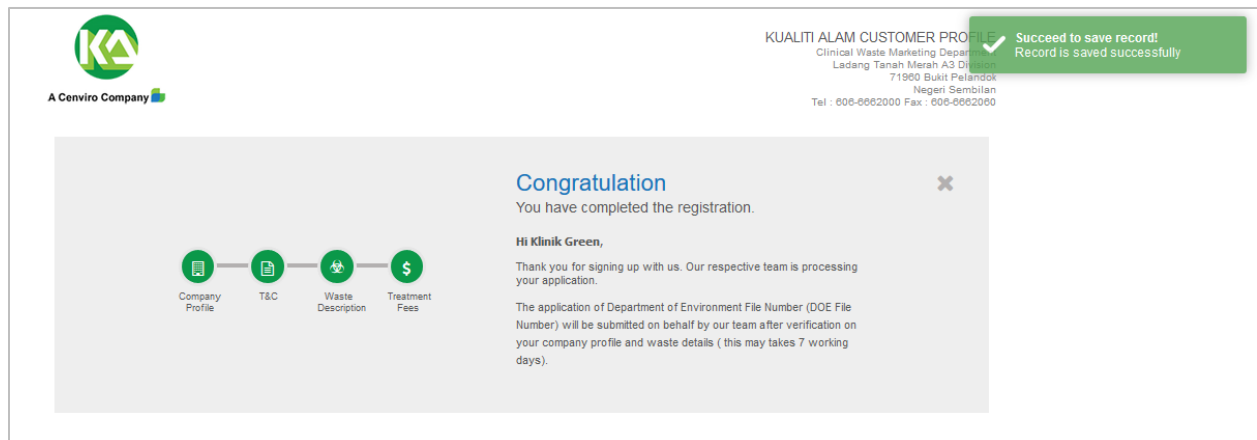 KA
A Cenviro Company
KUALITI ALAM CUSTOMER PROFILE
Clinical Waste Marketing Department
Ladang Tanah Merah A3 Division
71960 Bukit Pelandok
Negeri Sembilan
Tel : 606-6662000 Fax : 606-6662060
Succeed to save record!
Record is saved successfully
Company
Profile
T&C
Waste
Description
$
Treatment
Fees
Congratulation
You have completed the registration.
Hi Klinik Green,
Thank you for signing up with us. Our respective team is processing
your application.
The application of Department of Environment File Number (DOE File
Number) will be submitted on behalf by our team after verification on
your company profile and waste details ( this may takes 7 working
days).